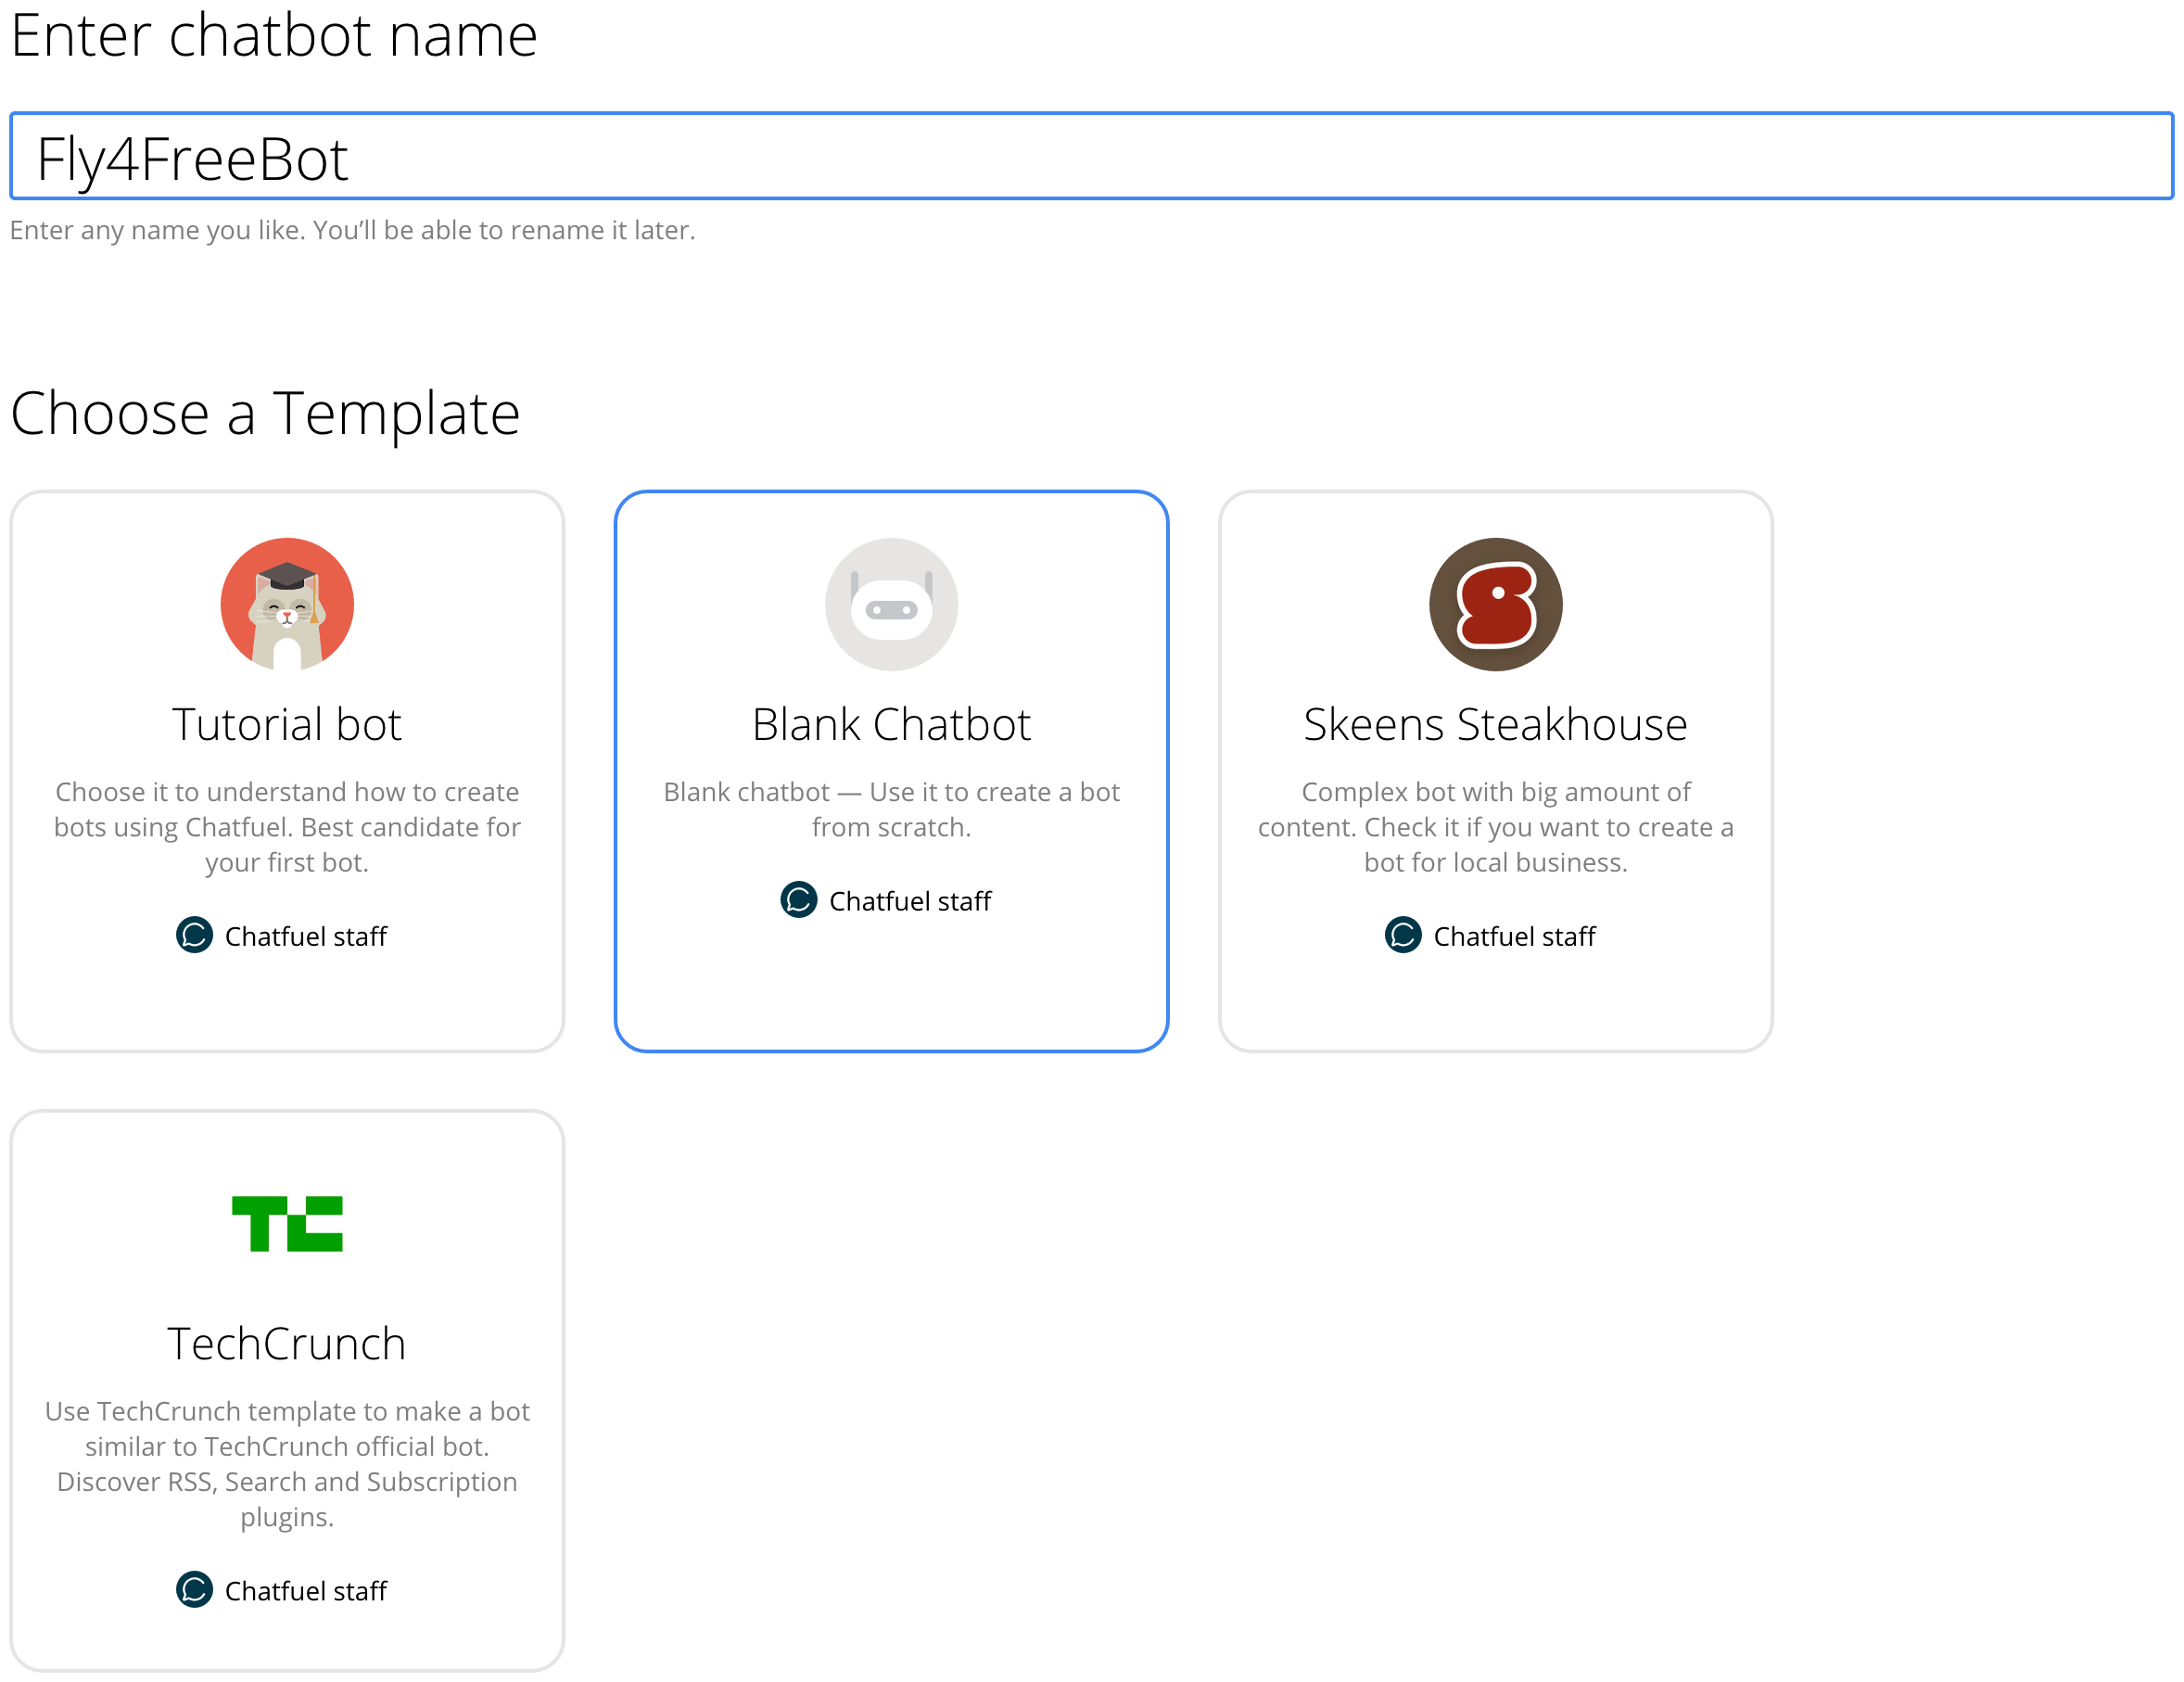 Enter chatbot name
Fly4FreeBot
Enter any name you like. You’ll be able to rename it later.
Choose a Template
Tutorial bot
Choose it to understand how to create
bots using Chatfuel. Best candidate for
your first bot.
Chatfuel staff
Blank Chatbot
Blank chatbot — Use it to create a bot
from scratch.
Chatfuel staff
S
Skeens Steakhouse
Complex bot with big amount of
content. Check it if you want to create a
bot for local business.
Chatfuel staff
TC
TechCrunch
Use TechCrunch template to make a bot
similar to TechCrunch official bot.
Discover RSS, Search and Subscription
plugins.
Chatfuel staff